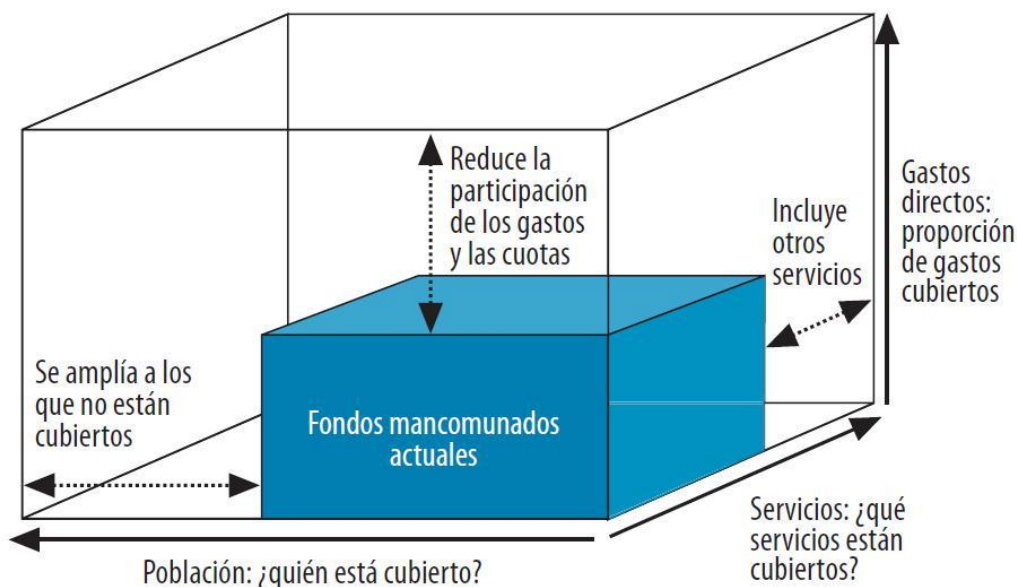 Reduce la
participación
de los gastos
y las cuotas
Incluye
otros
servicios
Gastos
directos:
proporción
de gastos
cubiertos
Se amplía a los
que no están
cubiertos
Fondos mancomunados
actuales
Servicios: ¿qué
servicios están
cubiertos?
Población: ¿quién está cubierto?